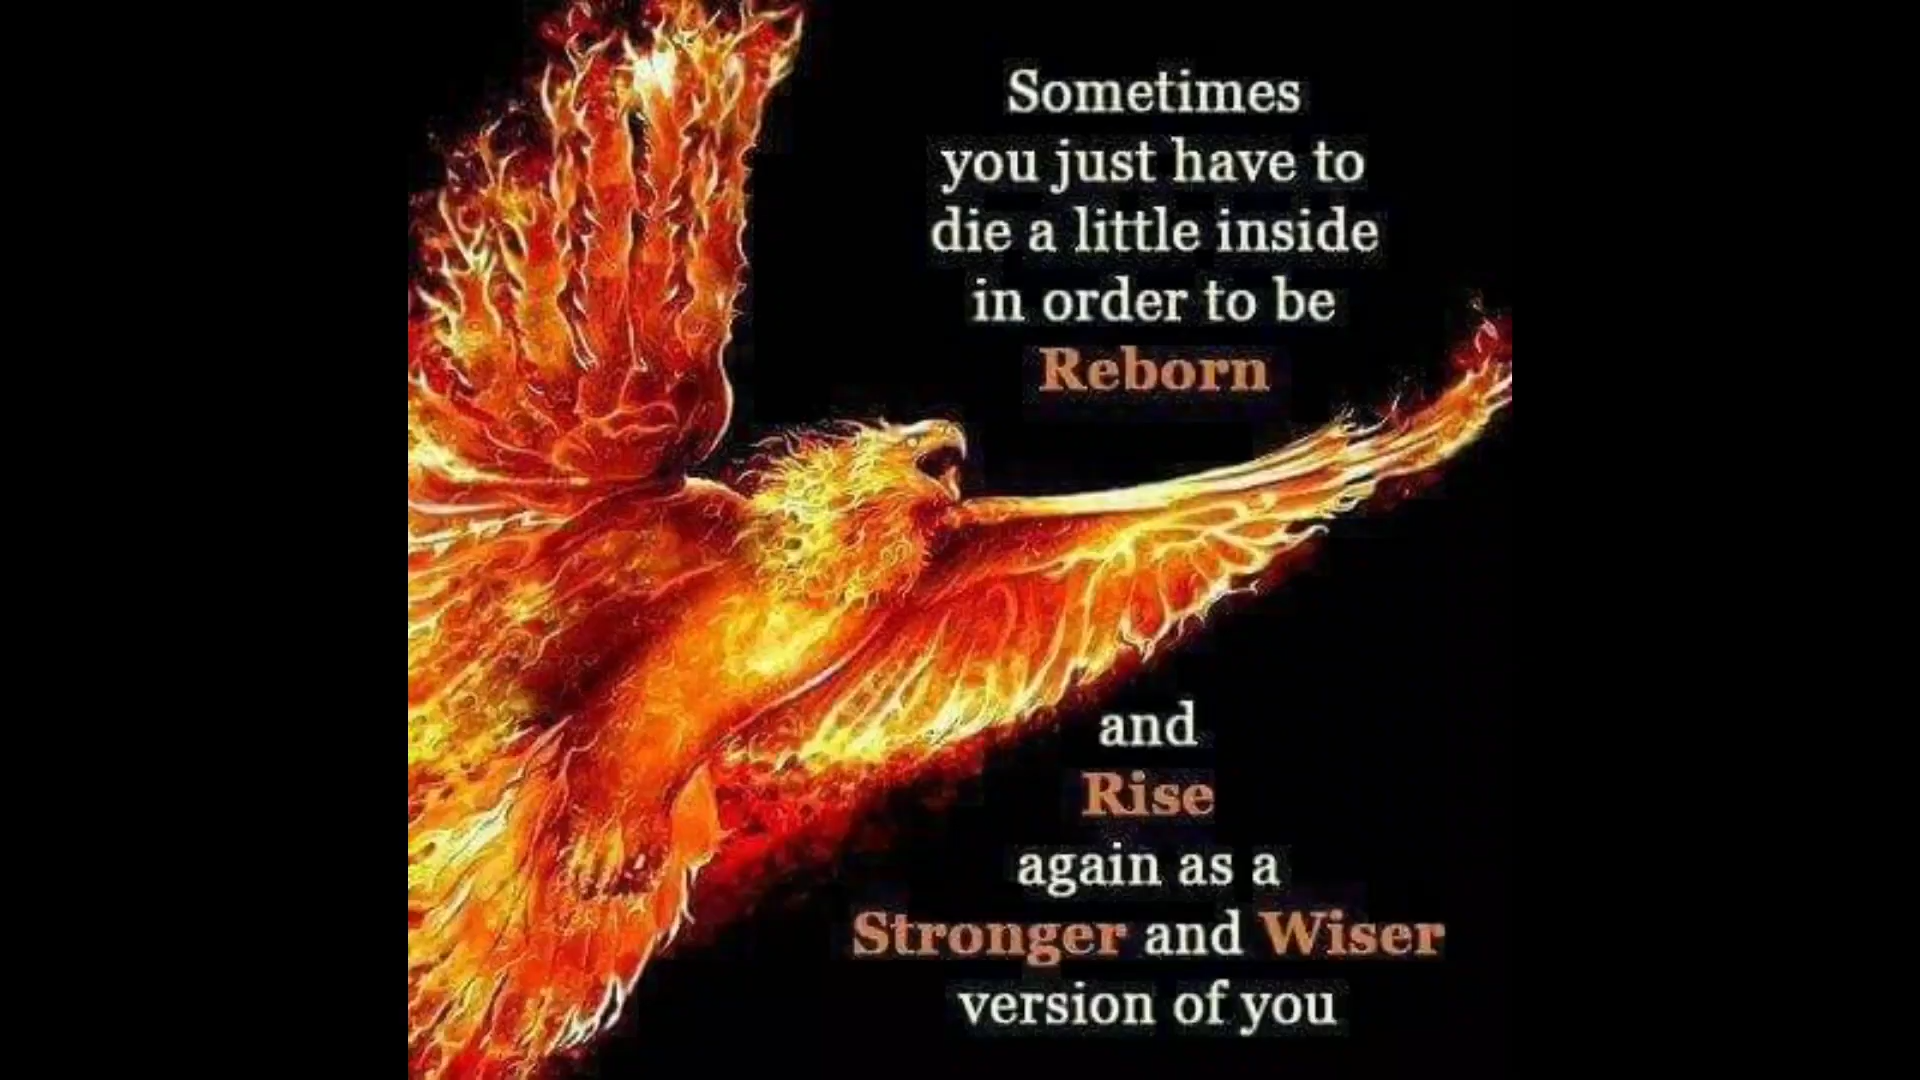 Sometimes
you just have to
die a little inside
in order to be
Reborn
and
Rise
again as a
Stronger and Wiser
version of you